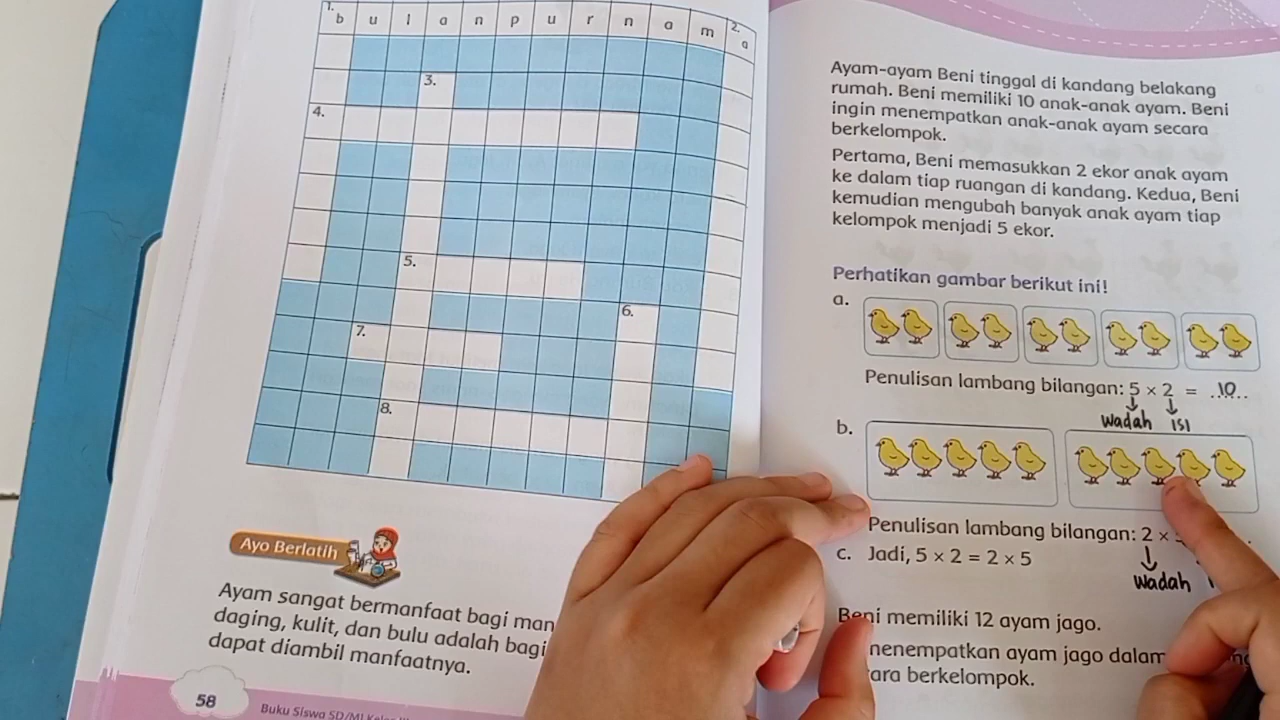 1.
b u l a n p u r n a m
2.
a
3.
4.
5.
6.
7.
8.
Ayo Berlatih
Ayam sangat bermanfaat bagi
daging, kulit, dan bulu adalah
dapat diambil manfaatnya.
58
Buku Siswa SD/MI
Ayam-ayam Beni tinggal di kandang belakang
rumah. Beni memiliki 10 anak-anak ayam. Beni
ingin menempatkan anak-anak ayam secara
berkelompok.
Pertama, Beni memasukkan 2 ekor anak ayam
ke dalam tiap ruangan di kandang. Kedua, Beni
kemudian mengubah banyak anak ayam tiap
kelompok menjadi 5 ekor.
Perhatikan gambar berikut ini!
a.
Penulisan lambang bilangan: 5 × 2 = ..10..
wadah isi
b.
Penulisan lambang bilangan: 2 ×
wadah
c. Jadi, 5 × 2 = 2 × 5
Beni memiliki 12 ayam jago.
menempatkan ayam jago dalam
berkelompok.